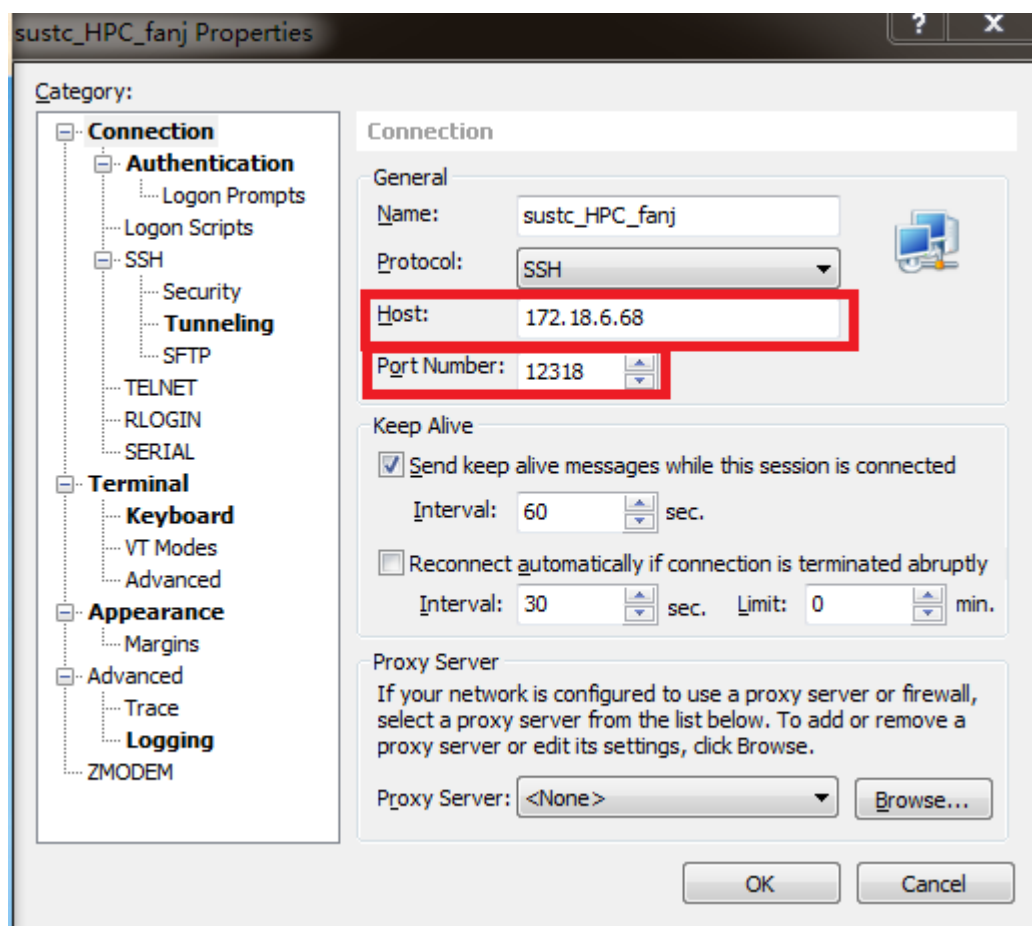 sustc_HPC_fanj Properties
? x
Category:
Connection
Authentication
Logon Prompts
Logon Scripts
SSH
Security
Tunneling
SFTP
TELNET
RLOGIN
SERIAL
Terminal
Keyboard
VT Modes
Advanced
Appearance
Margins
Advanced
Trace
Logging
ZMODEM
Connection
General
Name: sustc_HPC_fanj
Protocol: SSH
Host: 172.18.6.68
Port Number: 12318
Keep Alive
Send keep alive messages while this session is connected
Interval: 60 sec.
Reconnect automatically if connection is terminated abruptly
Interval: 30 sec. Limit: 0 min.
Proxy Server
If your network is configured to use a proxy server or firewall,
select a proxy server from the list below. To add or remove a
proxy server or edit its settings, click Browse.
Proxy Server: <None> Browse...
OK Cancel